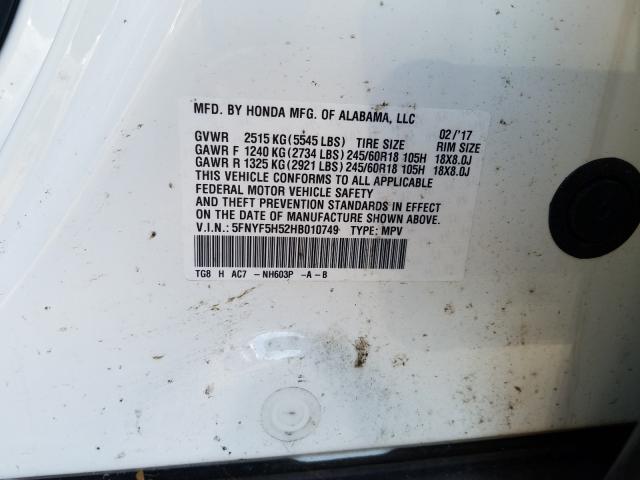 MFD. BY HONDA MFG. OF ALABAMA, LLC 02/'17
GVWR 2515 KG(5545 LBS) TIRE SIZE RIM SIZE
GAWR F 1240 KG(2734 LBS) 245/60R18 105H 18X8.0J
GAWR R 1325 KG(2921 LBS) 245/60R18 105H 18X8.0J
THIS VEHICLE CONFORMS TO ALL APPLICABLE
FEDERAL MOTOR VEHICLE SAFETY
AND THEFT PREVENTION STANDARDS IN EFFECT
ON THE DATE OF MANUFACTURE SHOWN ABOVE.
V.I.N.: 5FNYF5H52HB010749 TYPE: MPV
TG8 H AC7 -NH603P -A-B